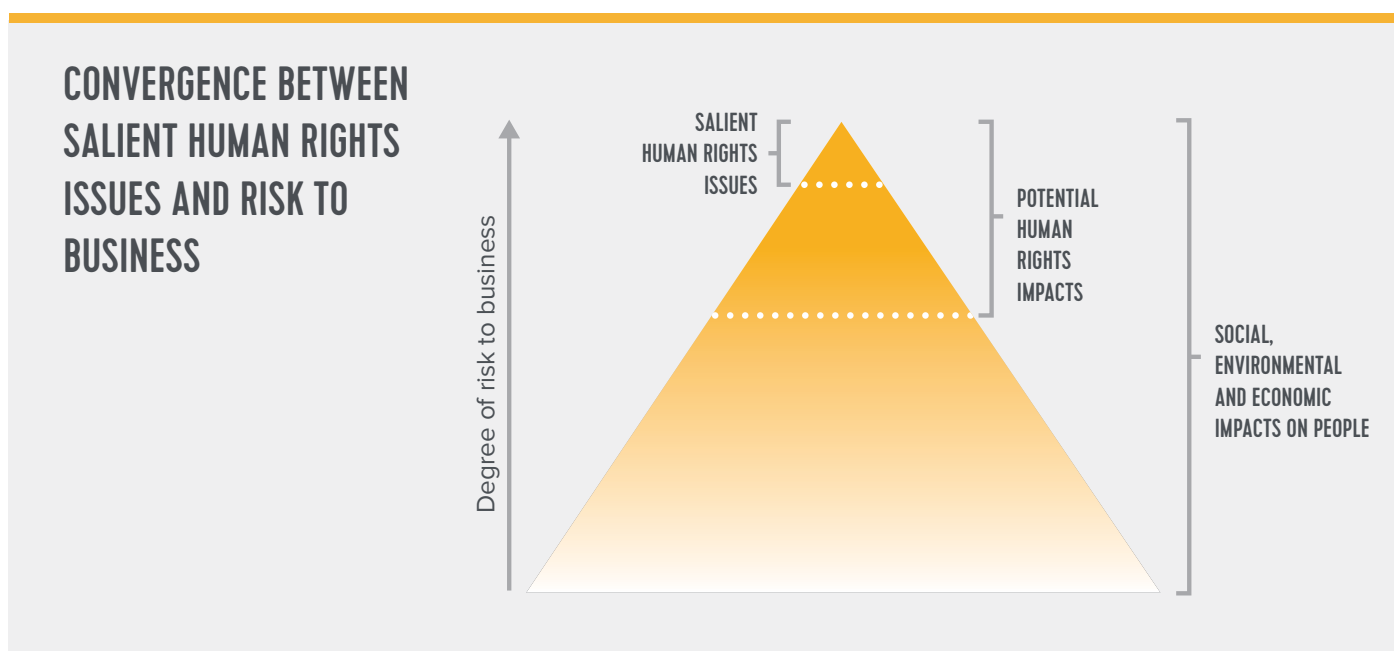 CONVERGENCE BETWEEN
SALIENT HUMAN RIGHTS
ISSUES AND RISK TO
BUSINESS
Degree of risk to business
SALIENT
HUMAN RIGHTS
ISSUES
POTENTIAL
HUMAN
RIGHTS
IMPACTS
SOCIAL,
ENVIRONMENTAL
AND ECONOMIC
IMPACTS ON PEOPLE